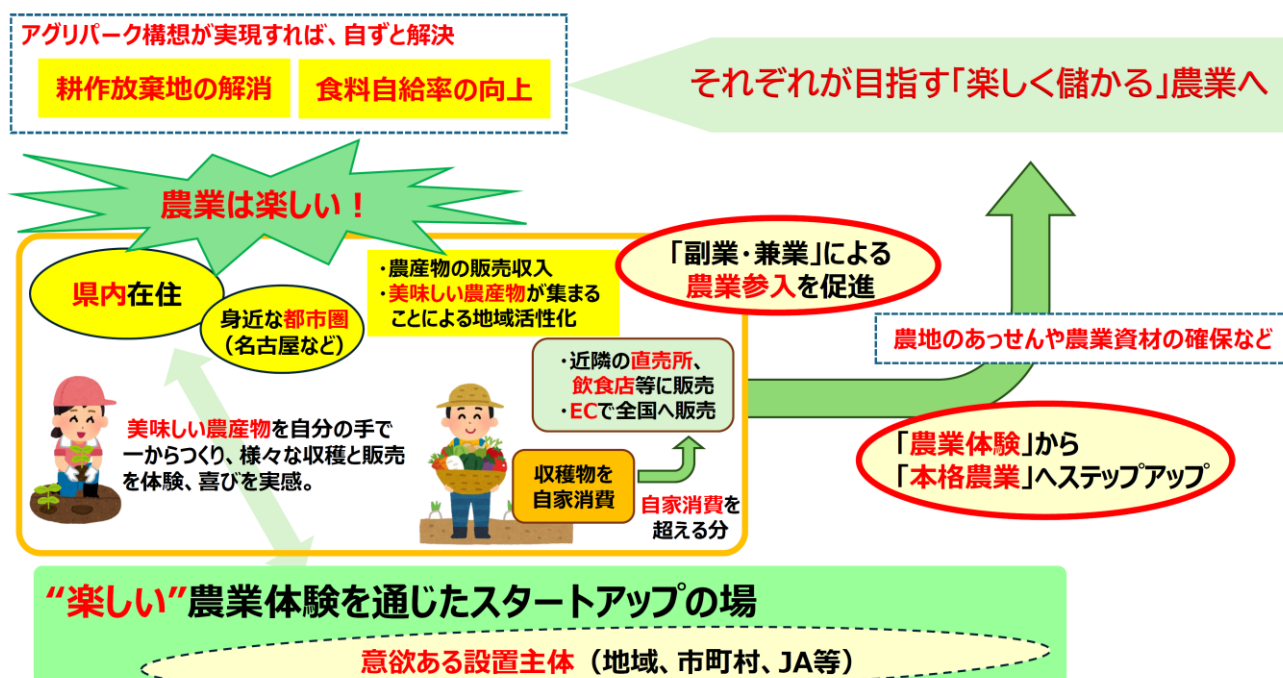 アグリパーク構想が実現すれば、自ずと解決
耕作放棄地の解消
食料自給率の向上
それぞれが目指す「楽しく儲かる」農業へ
農業は楽しい！
県内在住
身近な都市圏
（名古屋など）
・農産物の販売収入
・美味しい農産物が集まる
ことによる地域活性化
「副業・兼業」による
農業参入を促進
農地のあっせんや農業資材の確保など
・近隣の直売所、
飲食店等に販売
・ECで全国へ販売
美味しい農産物を自分の手で
一からつくり、様々な収穫と販売
を体験、喜びを実感。
収穫物を
自家消費
自家消費を
超える分
「農業体験」から
「本格農業」へステップアップ
“楽しい”農業体験を通じたスタートアップの場
意欲ある設置主体（地域、市町村、JA等）